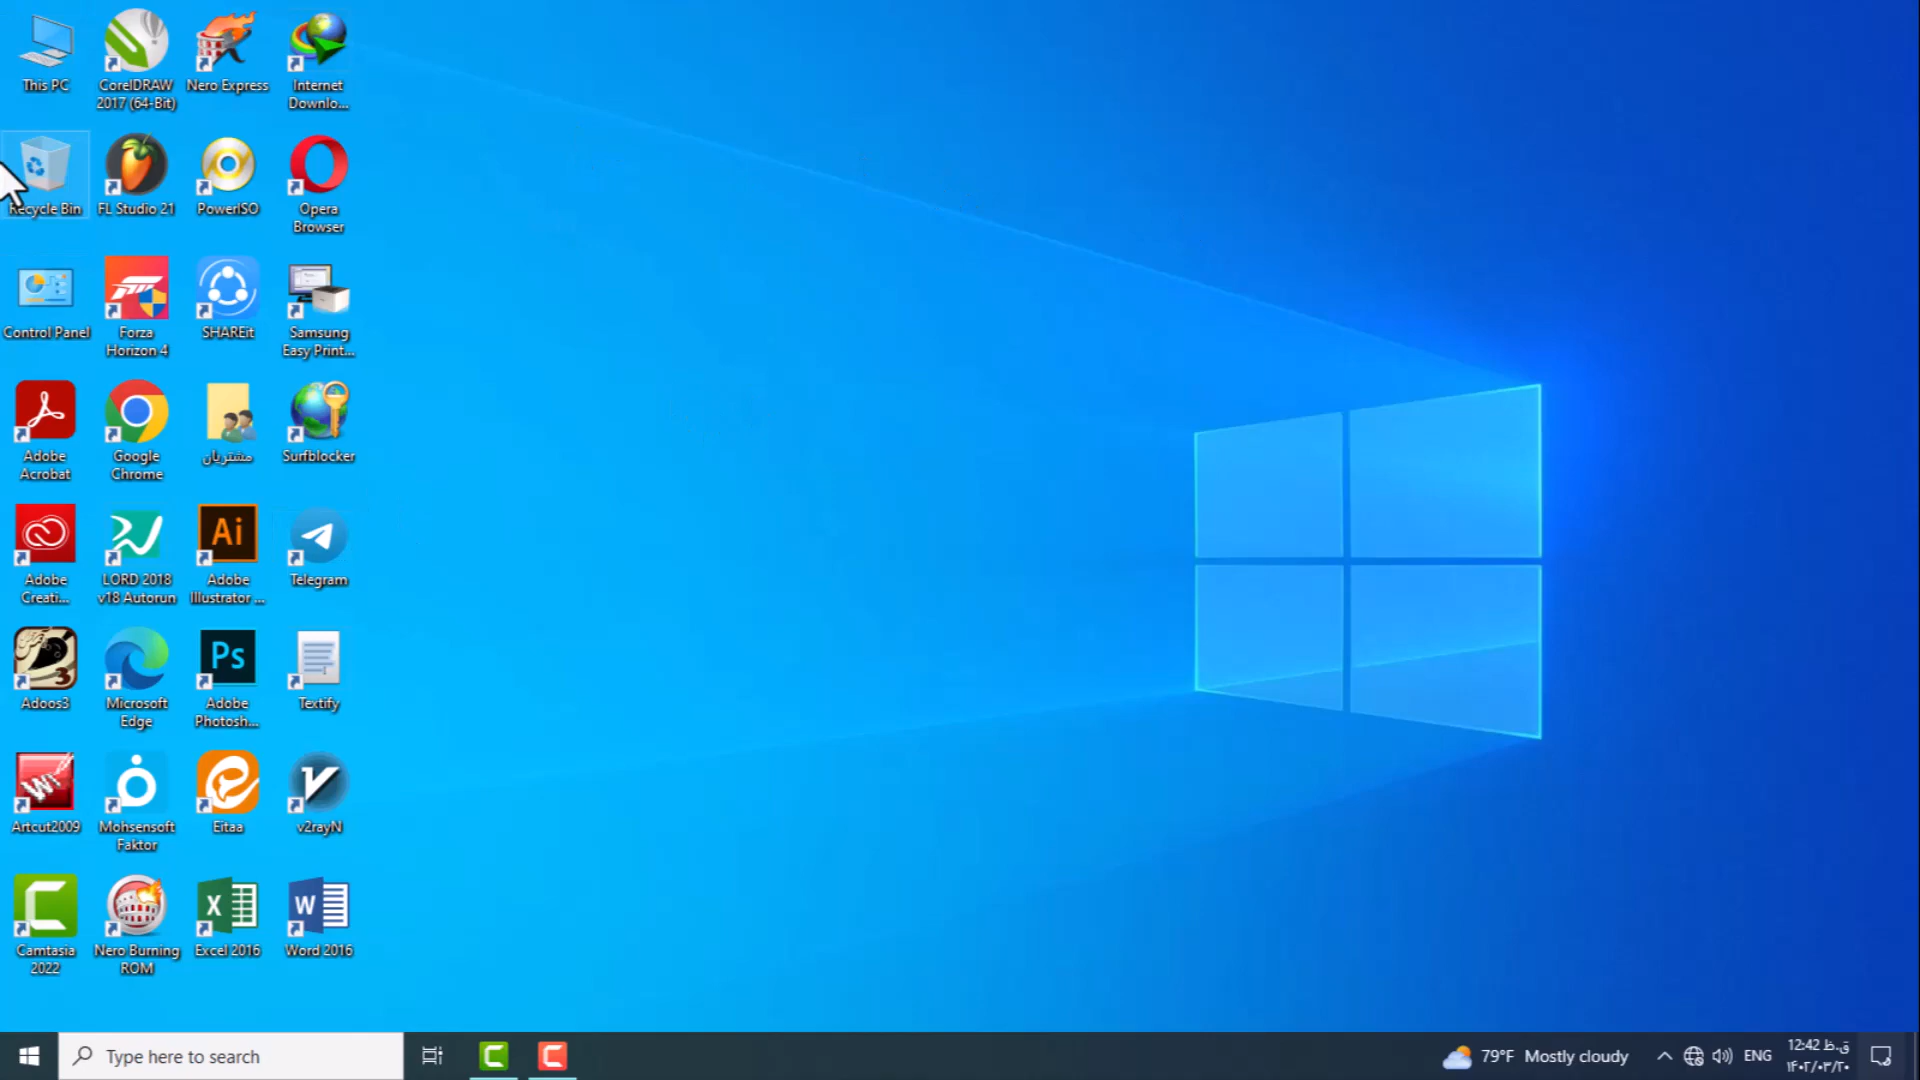 This PC
CorelDRAW
2017 (64-Bit)
Nero Express
Internet
Downlo...
Recycle Bin
FL Studio 21
PowerISO
Opera
Browser
Control Panel
Forza
Horizon 4
SHAREit
Samsung
Easy Print...
Adobe
Acrobat
Google
Chrome
مشتریان
Surfblocker
Adobe
Creati...
LORD 2018
v18 Autorun
Ai
Adobe
Illustrator ...
Telegram
3
Adoos3
Microsoft
Edge
Ps
Adobe
Photosh...
Textify
Artcut2009
Mohsensoft
Faktor
Eitaa
v2rayN
Camtasia
2022
Nero Burning
ROM
X
Excel 2016
W
Word 2016
Type here to search
79°F Mostly cloudy
ENG
12:42 ق.ظ
۱۴۰۲/۰۳/۲۰